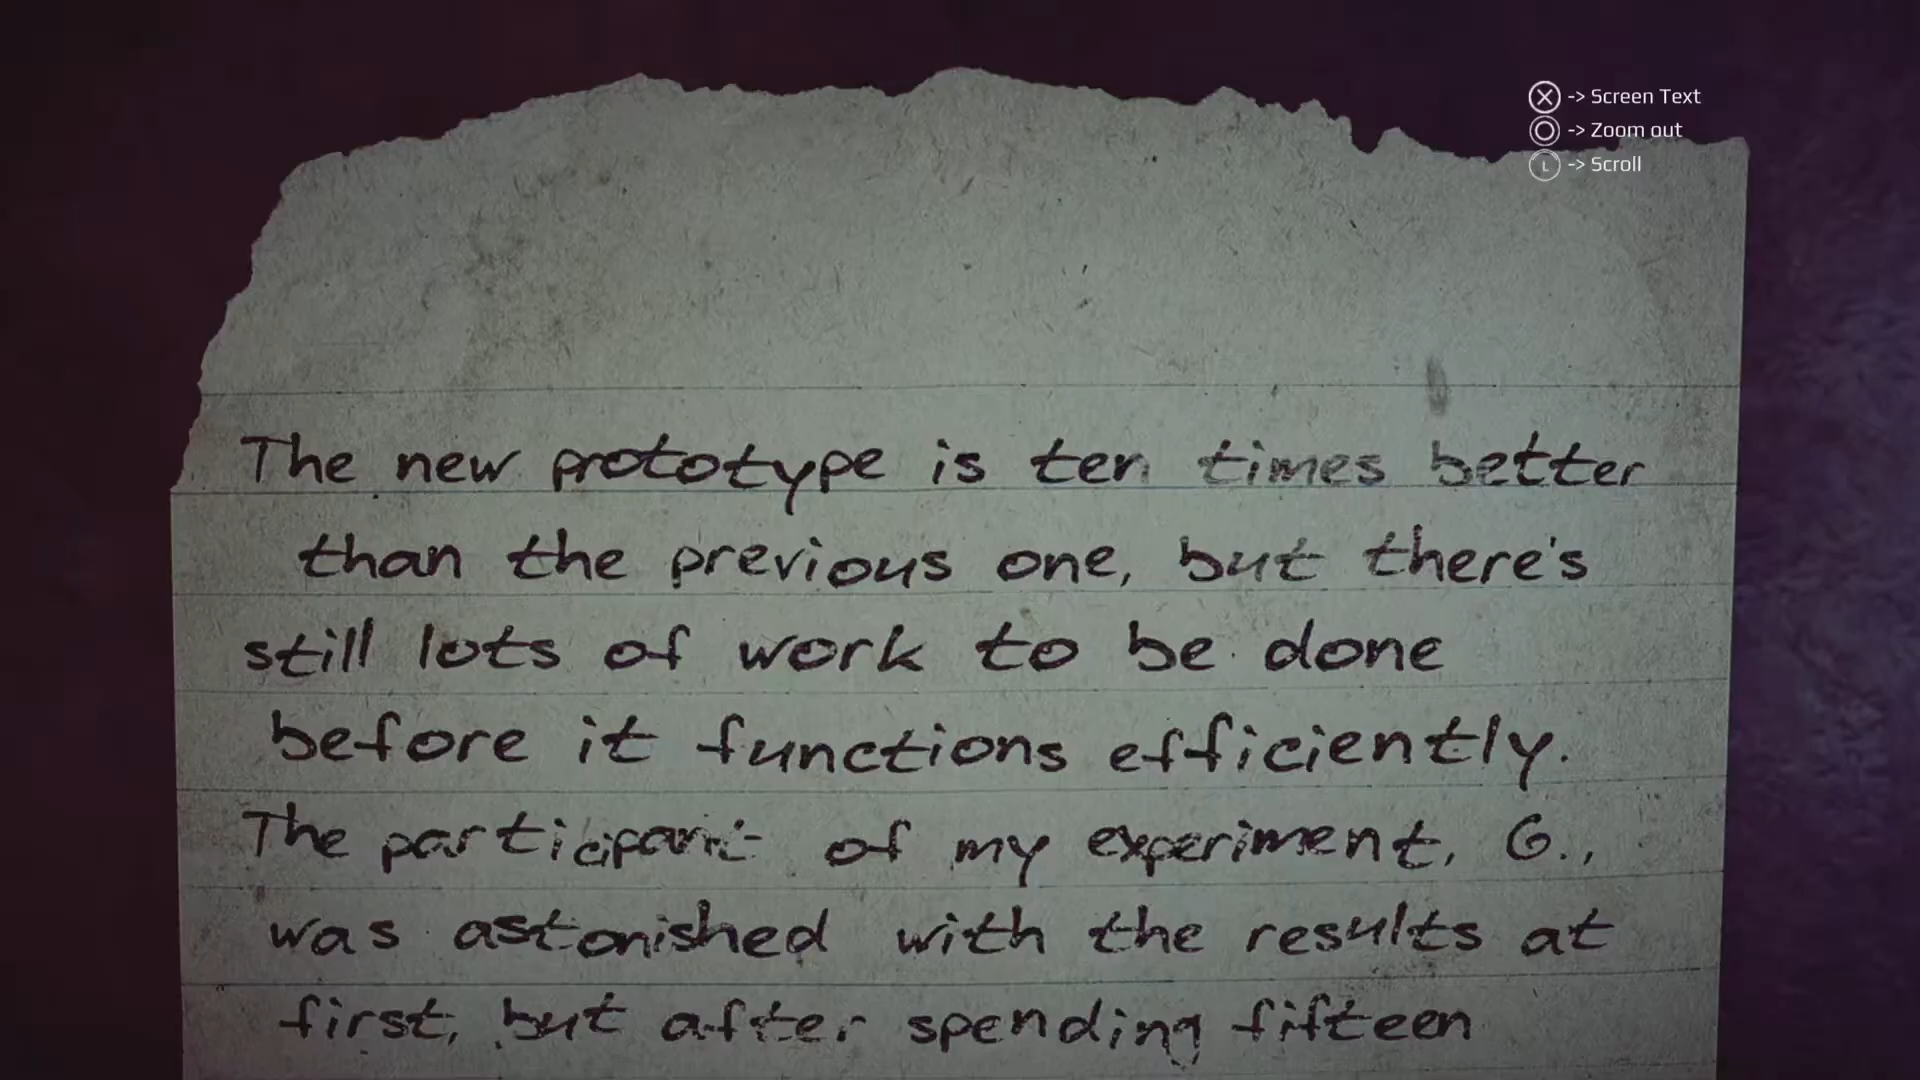 -> Screen Text
-> Zoom out
L -> Scroll
The new prototype is ten times better
than the previous one, but there's
still lots of work to be done
before it functions efficiently.
The participant of my experiment, G.,
was astonished with the results at
first, but after spending fifteen